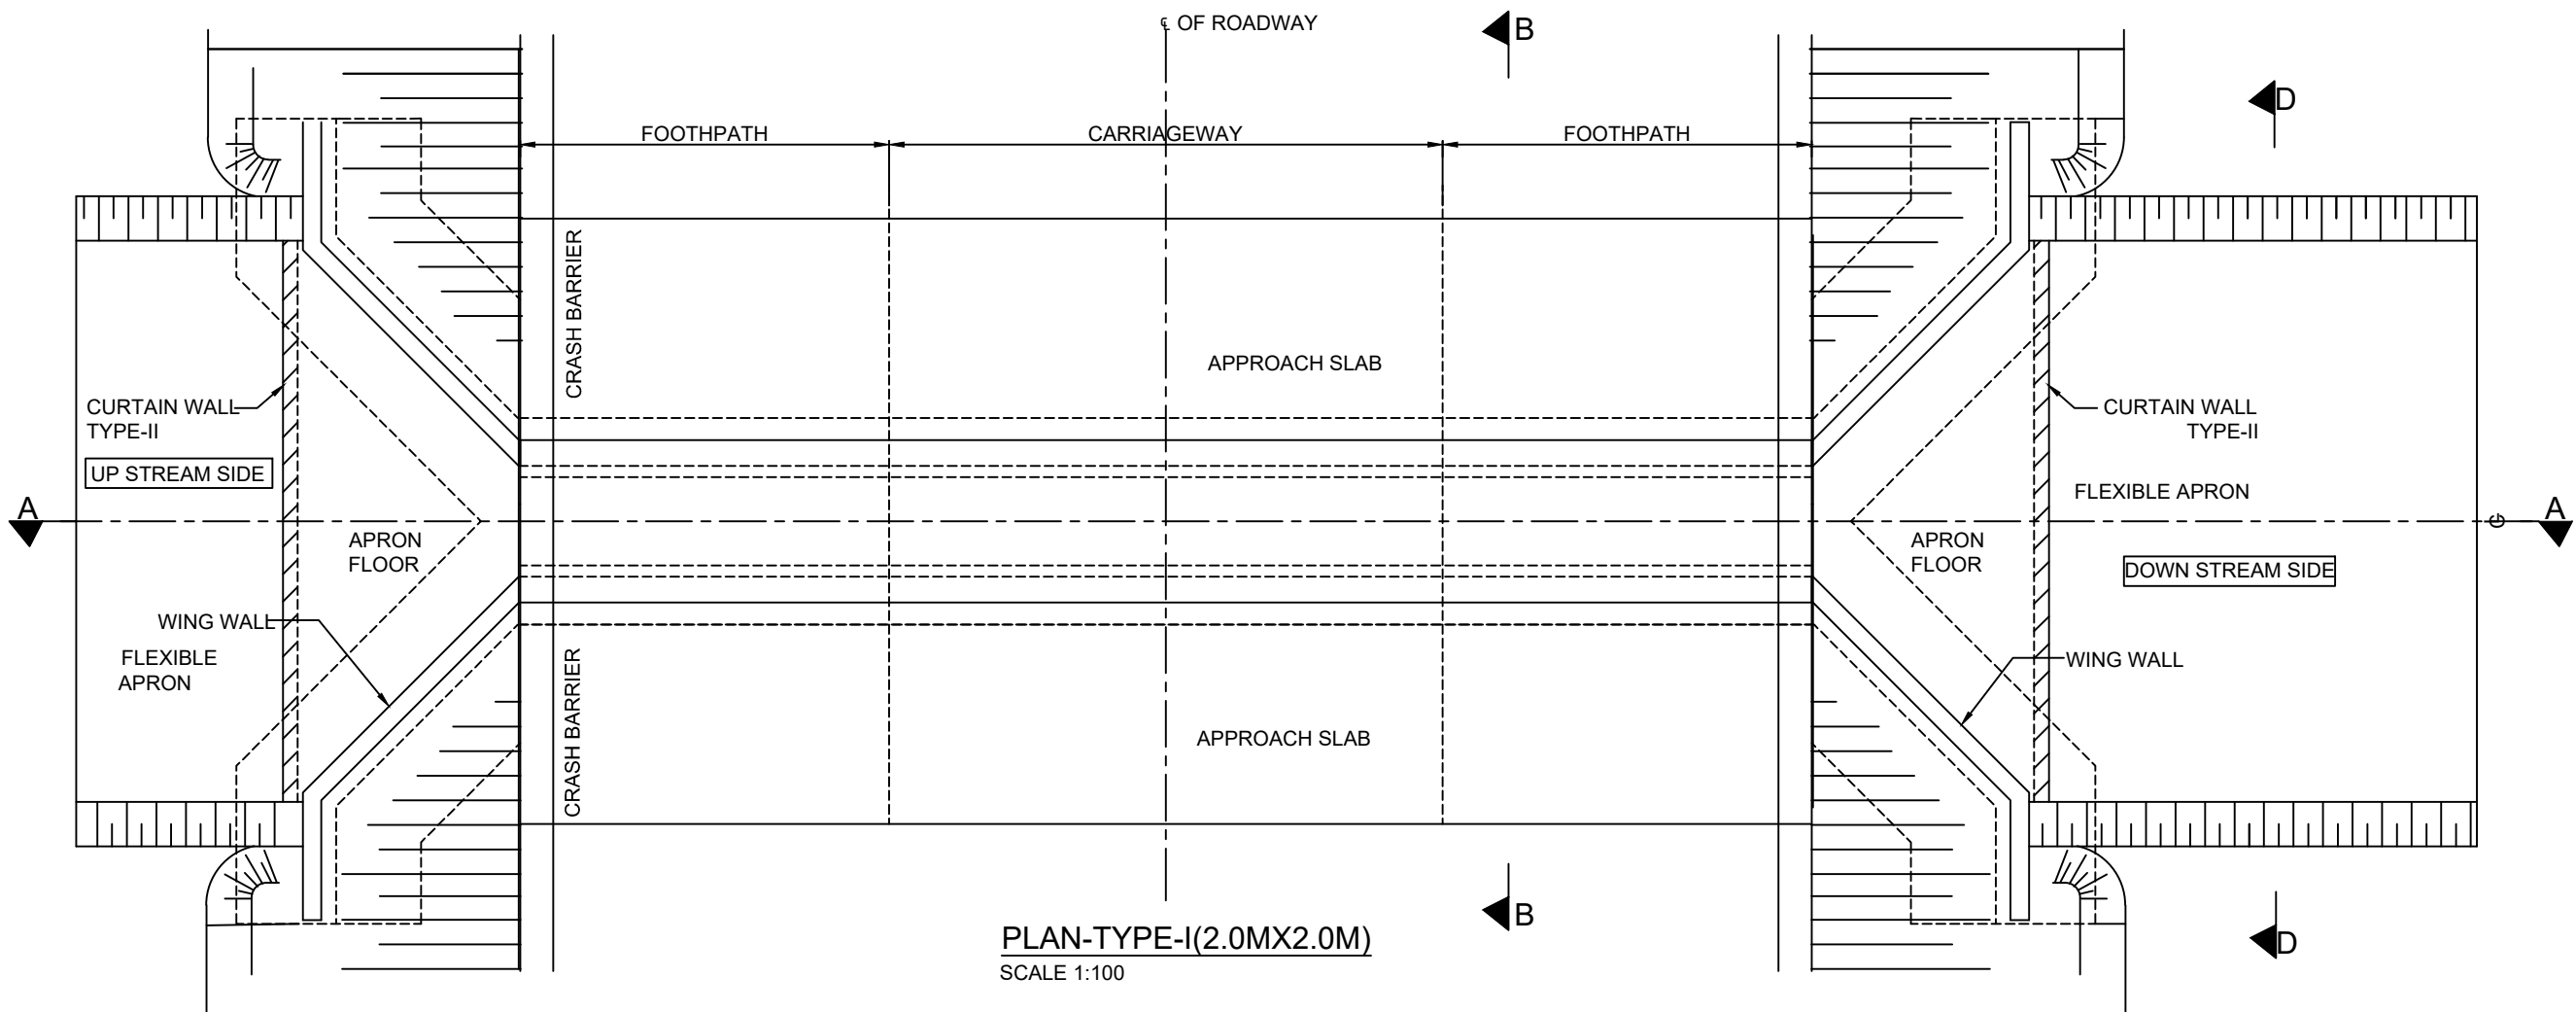 ℄ OF ROADWAY
B
D
FOOTHPATH
CARRIAGEWAY
FOOTHPATH
CRASH BARRIER
APPROACH SLAB
CURTAIN WALL
TYPE-II
CURTAIN WALL
TYPE-II
UP STREAM SIDE
FLEXIBLE APRON
A
A
℄
APRON
FLOOR
APRON
FLOOR
DOWN STREAM SIDE
WING WALL
FLEXIBLE
APRON
WING WALL
CRASH BARRIER
APPROACH SLAB
B
D
PLAN-TYPE-I(2.0MX2.0M)
SCALE 1:100